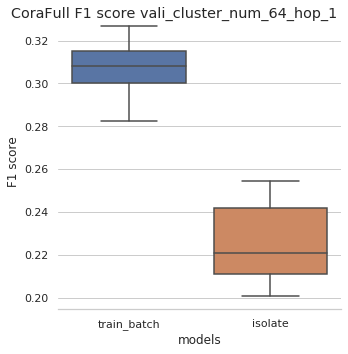 CoraFull F1 score vali_cluster_num_64_hop_1
0.32
0.30
0.28
0.26
0.24
0.22
0.20
F1 score
train_batch
isolate
models